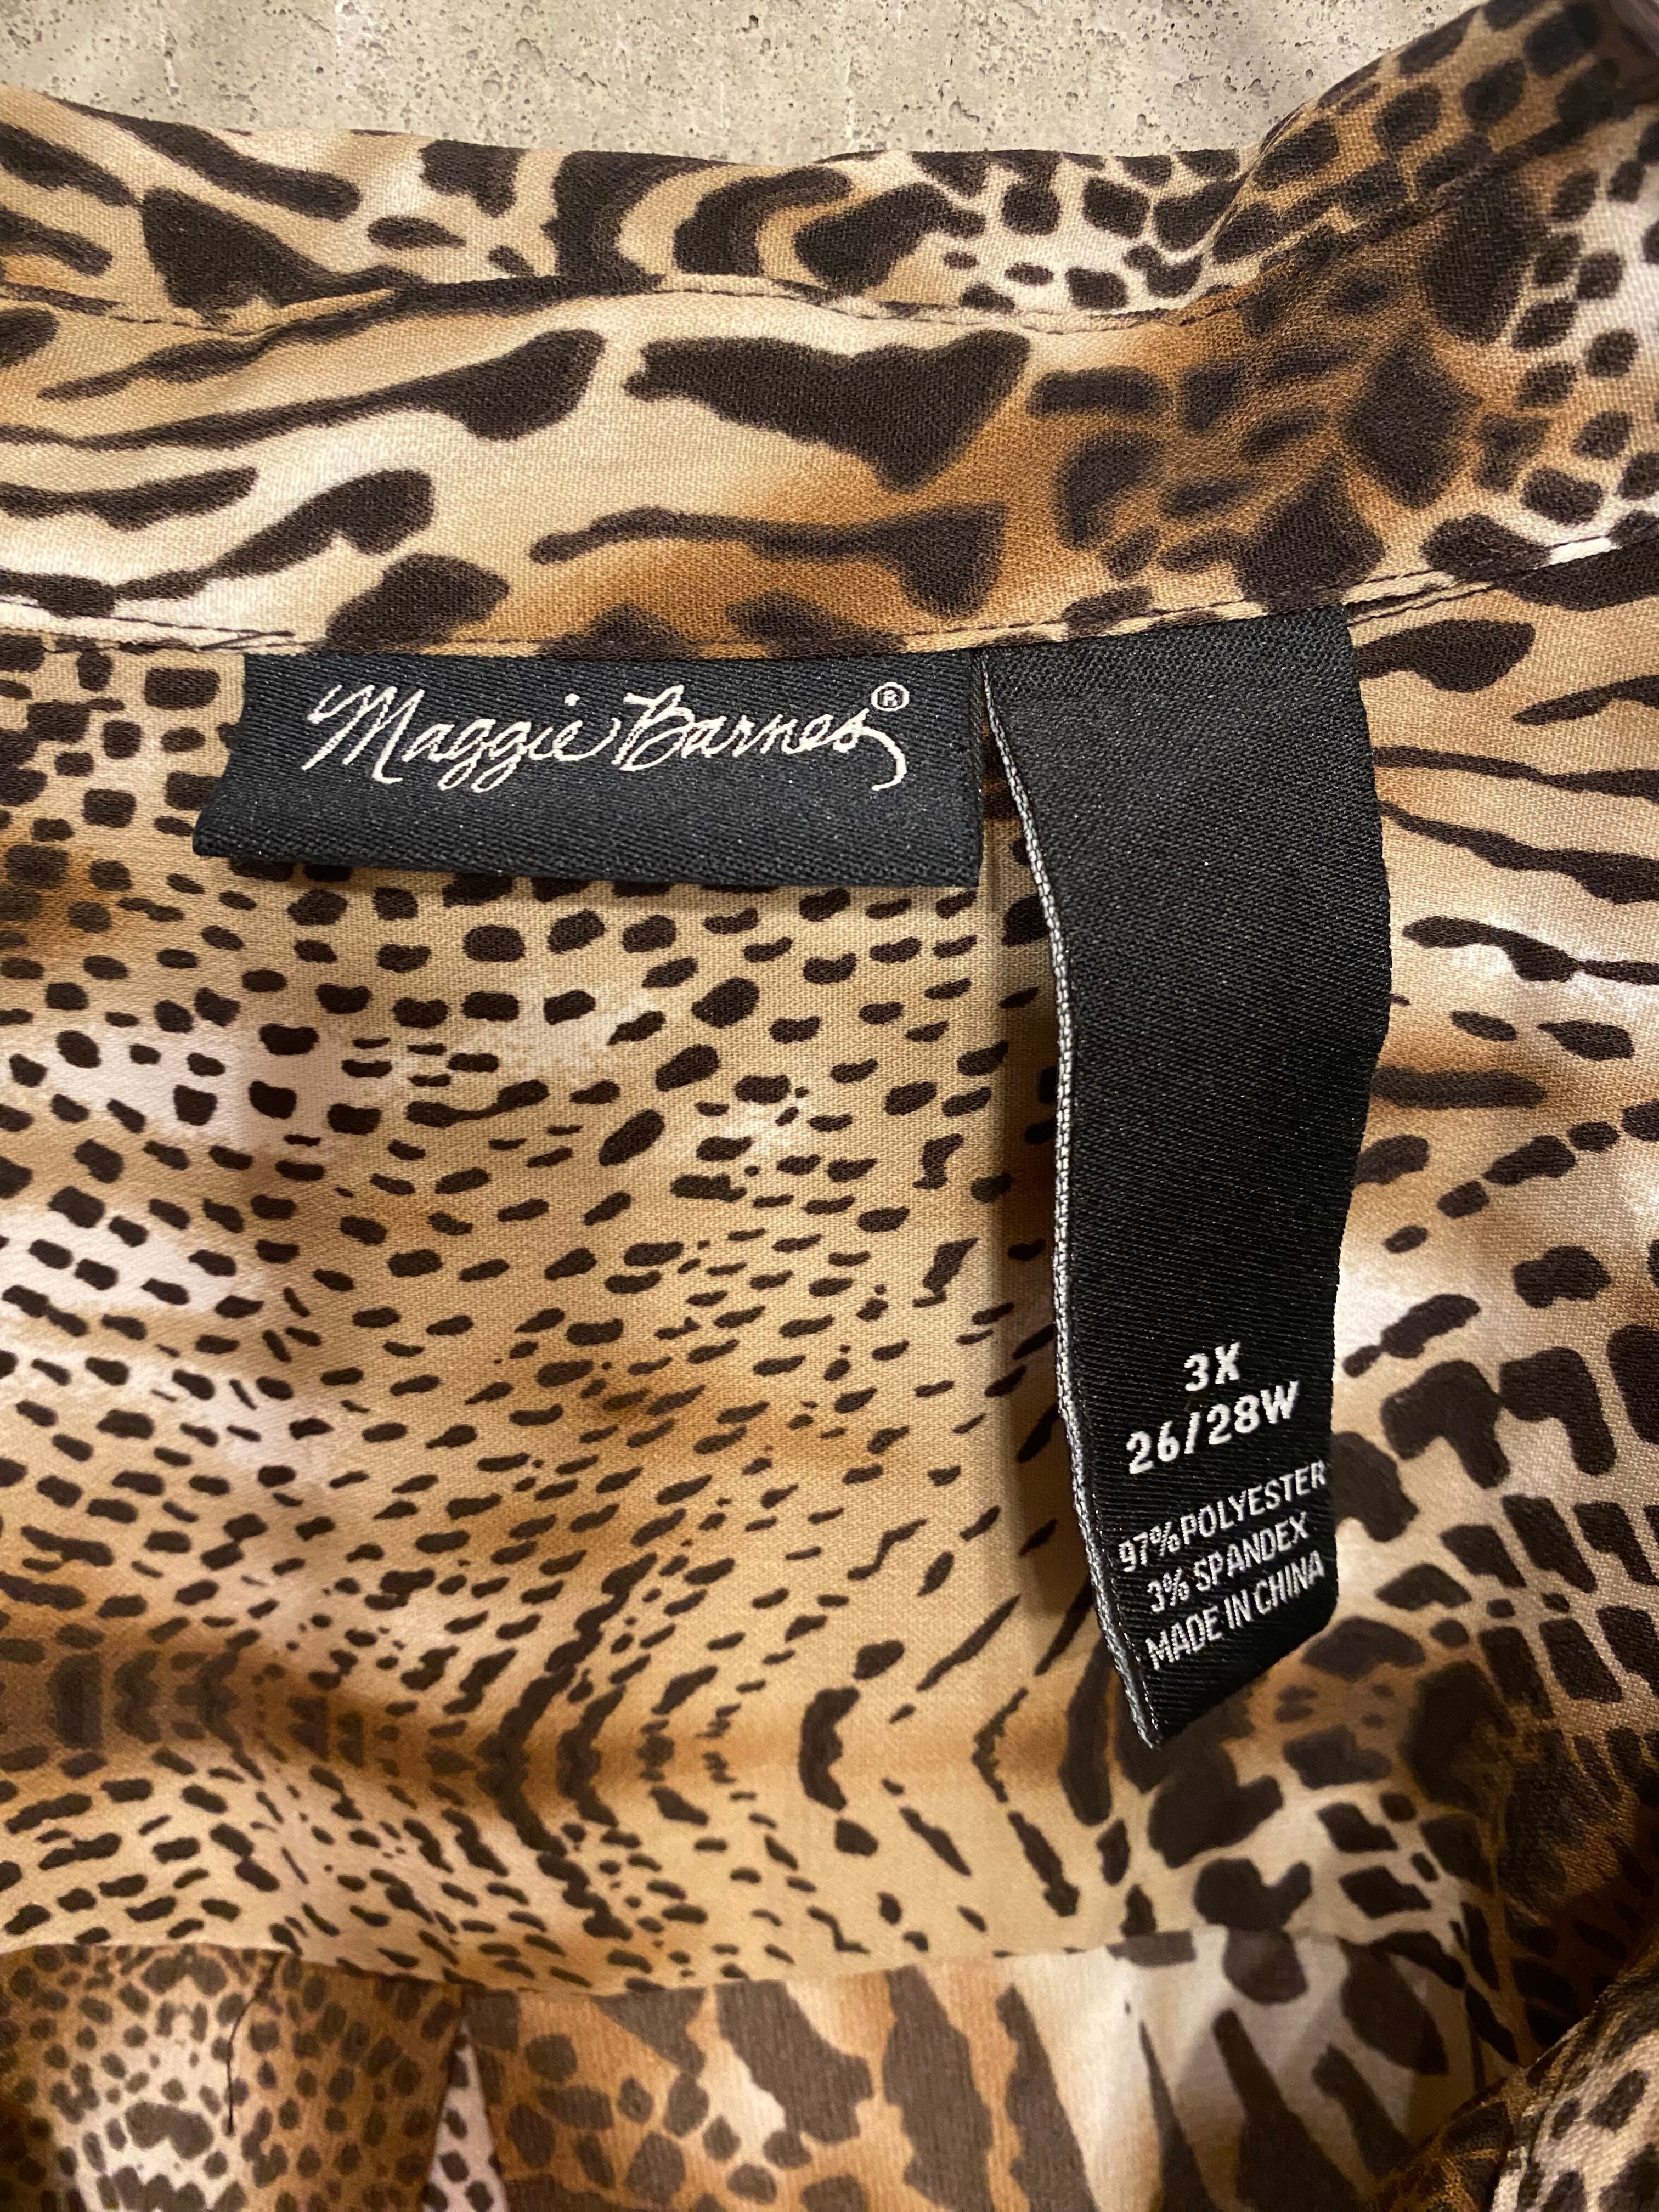 Maggie Barnes®
3X
26/28W
97% POLYESTER
3% SPANDEX
MADE IN CHINA